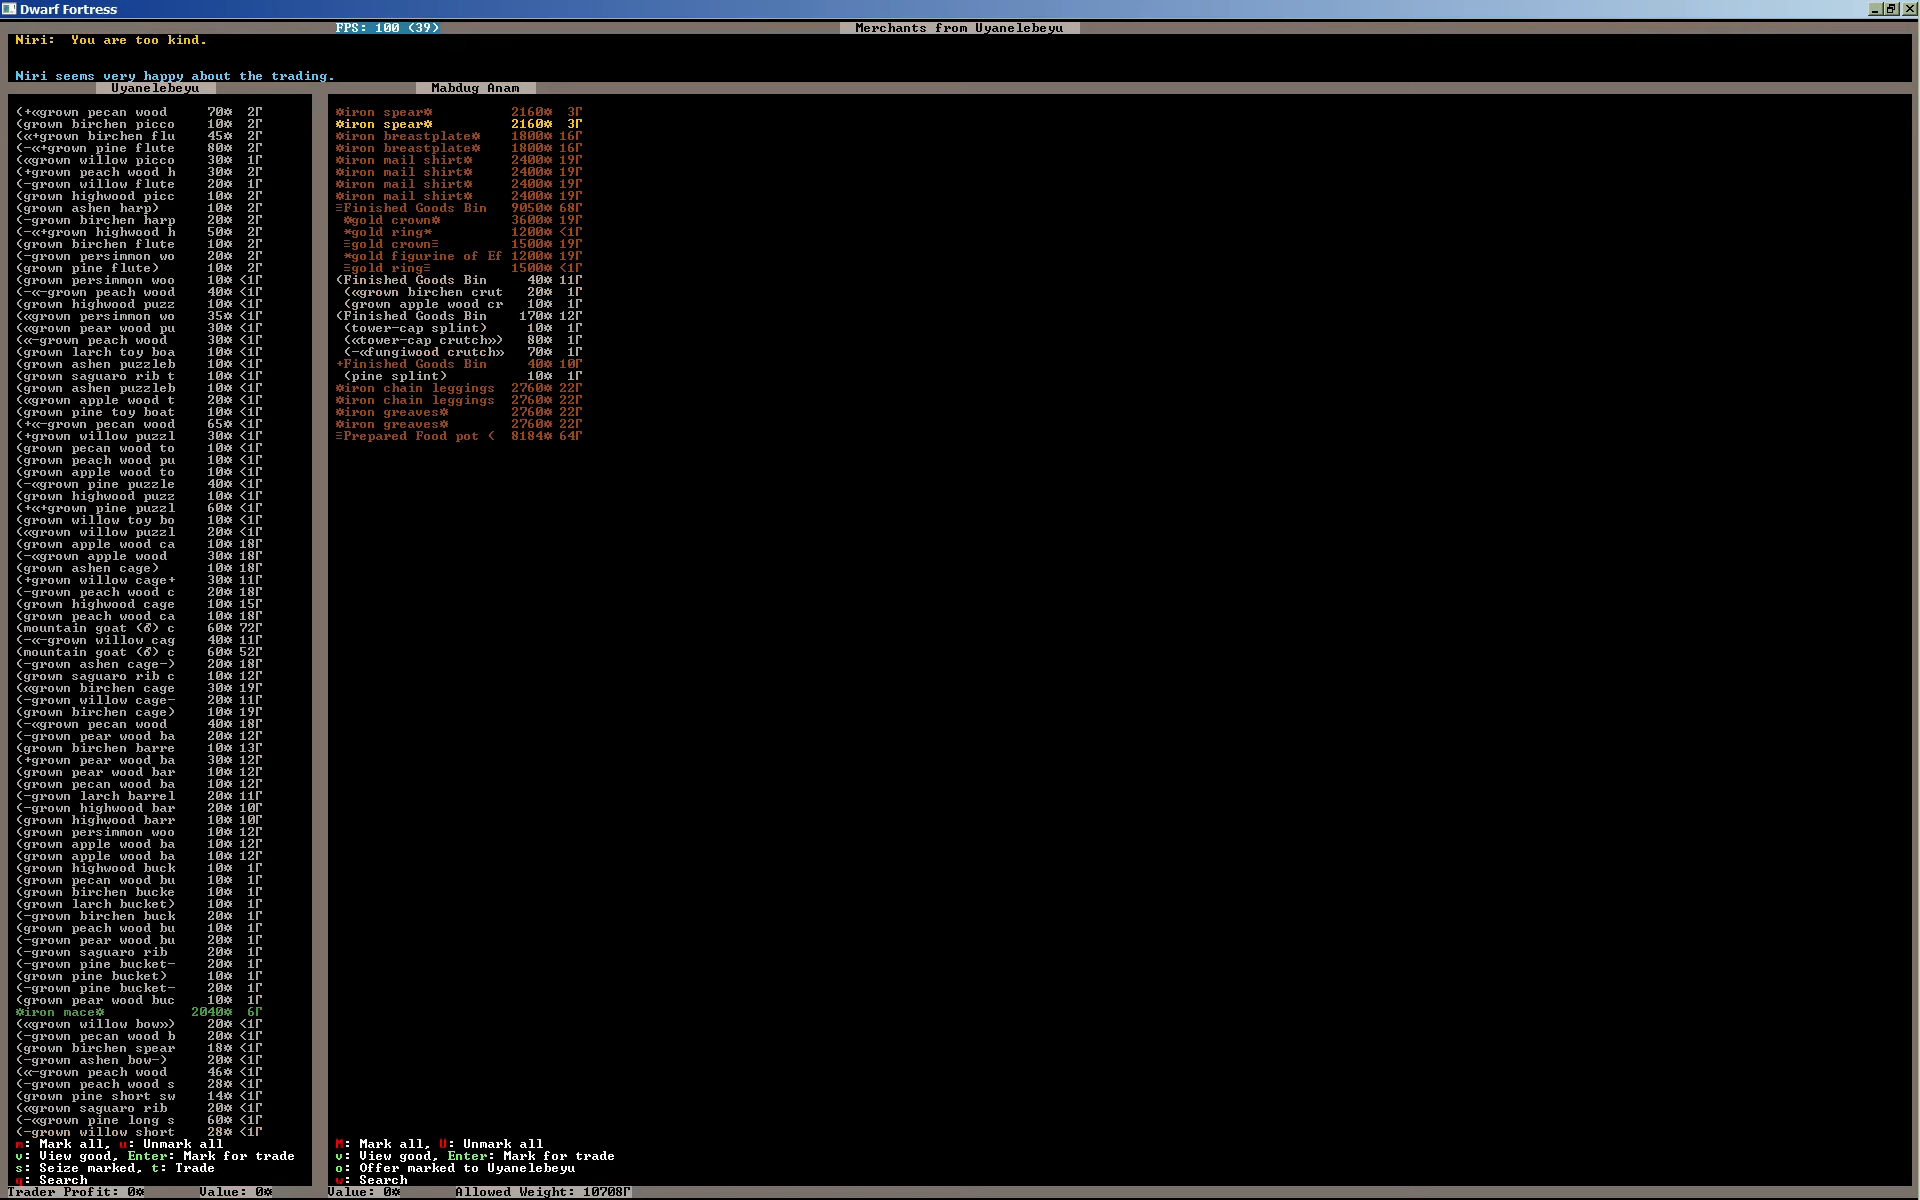 Dwarf Fortress
FPS: 100 (39)
Merchants from Uyanelebeyu
Niri: You are too kind.
Niri seems very happy about the trading.
Uyanelebeyu
(+«grown pecan wood 70☼ 2Γ
(grown birchen picco 10☼ 2Γ
(«+grown birchen flu 45☼ 2Γ
(-«+grown pine flute 80☼ 2Γ
(«grown willow picco 30☼ 1Γ
(+grown peach wood h 30☼ 2Γ
(-grown willow flute 20☼ 1Γ
(grown highwood picc 10☼ 2Γ
(grown ashen harp) 10☼ 2Γ
(-grown birchen harp 20☼ 2Γ
(-«+grown highwood h 50☼ 2Γ
(grown birchen flute 10☼ 2Γ
(-grown persimmon wo 20☼ 2Γ
(grown pine flute) 10☼ 2Γ
(grown persimmon woo 10☼ <1Γ
(-«-grown peach wood 40☼ <1Γ
(grown highwood puzz 10☼ <1Γ
(«grown persimmon wo 35☼ <1Γ
(«grown pear wood pu 30☼ <1Γ
(«-grown peach wood 30☼ <1Γ
(grown larch toy boa 10☼ <1Γ
(grown ashen puzzleb 10☼ <1Γ
(grown saguaro rib t 10☼ <1Γ
(grown ashen puzzleb 10☼ <1Γ
(«grown apple wood t 20☼ <1Γ
(grown pine toy boat 10☼ <1Γ
(+«-grown pecan wood 65☼ <1Γ
(+grown willow puzzl 30☼ <1Γ
(grown pecan wood to 10☼ <1Γ
(grown peach wood pu 10☼ <1Γ
(grown apple wood to 10☼ <1Γ
(-«grown pine puzzle 40☼ <1Γ
(grown highwood puzz 10☼ <1Γ
(+«+grown pine puzzl 60☼ <1Γ
(grown willow toy bo 10☼ <1Γ
(«grown willow puzzl 20☼ <1Γ
(grown apple wood ca 10☼ 18Γ
(-«grown apple wood 30☼ 18Γ
(grown ashen cage) 10☼ 18Γ
(+grown willow cage+ 30☼ 11Γ
(-grown peach wood c 20☼ 18Γ
(grown highwood cage 10☼ 15Γ
(grown peach wood ca 10☼ 18Γ
(mountain goat (♂) c 60☼ 72Γ
(-«-grown willow cag 40☼ 11Γ
(mountain goat (♂) c 60☼ 52Γ
(-grown ashen cage-) 20☼ 18Γ
(grown saguaro rib c 10☼ 12Γ
(«grown birchen cage 30☼ 19Γ
(-grown willow cage- 20☼ 11Γ
(grown birchen cage) 10☼ 19Γ
(-«grown pecan wood 40☼ 18Γ
(-grown pear wood ba 20☼ 12Γ
(grown birchen barre 10☼ 13Γ
(+grown pear wood ba 30☼ 12Γ
(grown pear wood bar 10☼ 12Γ
(grown pecan wood ba 10☼ 12Γ
(-grown larch barrel 20☼ 11Γ
(-grown highwood bar 20☼ 10Γ
(grown highwood barr 10☼ 10Γ
(grown persimmon woo 10☼ 12Γ
(grown apple wood ba 10☼ 12Γ
(grown apple wood ba 10☼ 12Γ
(grown highwood buck 10☼ 1Γ
(grown pecan wood bu 10☼ 1Γ
(grown birchen bucke 10☼ 1Γ
(grown larch bucket) 10☼ 1Γ
(-grown birchen buck 20☼ 1Γ
(grown peach wood bu 10☼ 1Γ
(-grown pear wood bu 20☼ 1Γ
(-grown saguaro rib 20☼ 1Γ
(-grown pine bucket- 20☼ 1Γ
(grown pine bucket) 10☼ 1Γ
(-grown pine bucket- 20☼ 1Γ
(grown pear wood buc 10☼ 1Γ
☼iron mace☼ 2040☼ 6Γ
(«grown willow bow») 20☼ <1Γ
(-grown pecan wood b 20☼ <1Γ
(grown birchen spear 18☼ <1Γ
(-grown ashen bow-) 20☼ <1Γ
(«-grown peach wood 46☼ <1Γ
(-grown peach wood s 28☼ <1Γ
(grown pine short sw 14☼ <1Γ
(«grown saguaro rib 20☼ <1Γ
(-«grown pine long s 60☼ <1Γ
(-grown willow short 28☼ <1Γ
m: Mark all, u: Unmark all
v: View good, Enter: Mark for trade
s: Seize marked, t: Trade
q: Search
Trader Profit: 0☼ Value: 0☼
Mabdug Anam
☼iron spear☼ 2160☼ 3Γ
☼iron spear☼ 2160☼ 3Γ
☼iron breastplate☼ 1800☼ 16Γ
☼iron breastplate☼ 1800☼ 16Γ
☼iron mail shirt☼ 2400☼ 19Γ
☼iron mail shirt☼ 2400☼ 19Γ
☼iron mail shirt☼ 2400☼ 19Γ
☼iron mail shirt☼ 2400☼ 19Γ
≡Finished Goods Bin 9050☼ 68Γ
☼gold crown☼ 3600☼ 19Γ
*gold ring* 1200☼ <1Γ
≡gold crown≡ 1500☼ 19Γ
*gold figurine of Ef 1200☼ 19Γ
≡gold ring≡ 1500☼ <1Γ
(Finished Goods Bin 40☼ 11Γ
(«grown birchen crut 20☼ 1Γ
(grown apple wood cr 10☼ 1Γ
(Finished Goods Bin 170☼ 12Γ
(tower-cap splint) 10☼ 1Γ
(«tower-cap crutch») 80☼ 1Γ
(-«fungiwood crutch» 70☼ 1Γ
+Finished Goods Bin 40☼ 10Γ
(pine splint) 10☼ 1Γ
☼iron chain leggings 2760☼ 22Γ
☼iron chain leggings 2760☼ 22Γ
☼iron greaves☼ 2760☼ 22Γ
☼iron greaves☼ 2760☼ 22Γ
≡Prepared Food pot ( 8184☼ 64Γ
M: Mark all, U: Unmark all
v: View good, Enter: Mark for trade
o: Offer marked to Uyanelebeyu
w: Search
Value: 0☼ Allowed Weight: 10708Γ